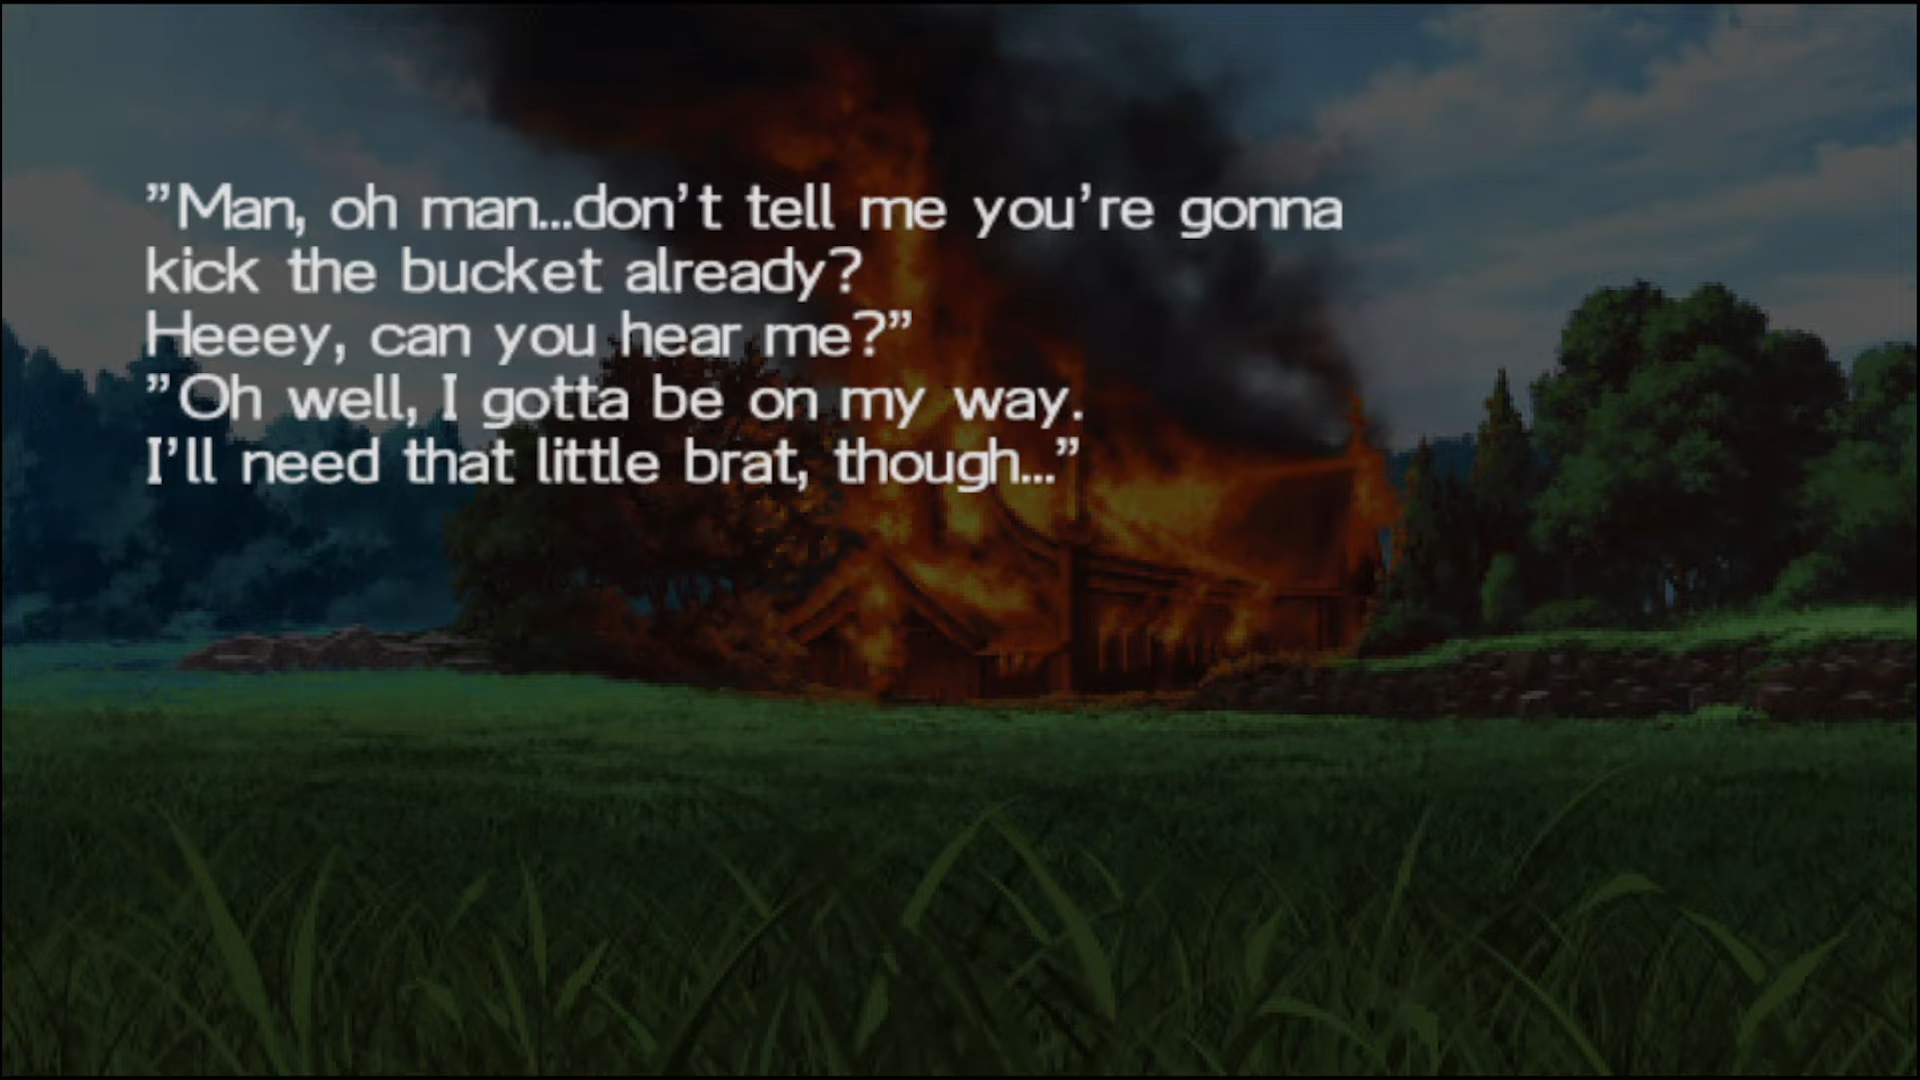 ”Man, oh man...don’t tell me you’re gonna
kick the bucket already?
Heeey, can you hear me?”
”Oh well, I gotta be on my way.
I’ll need that little brat, though...”